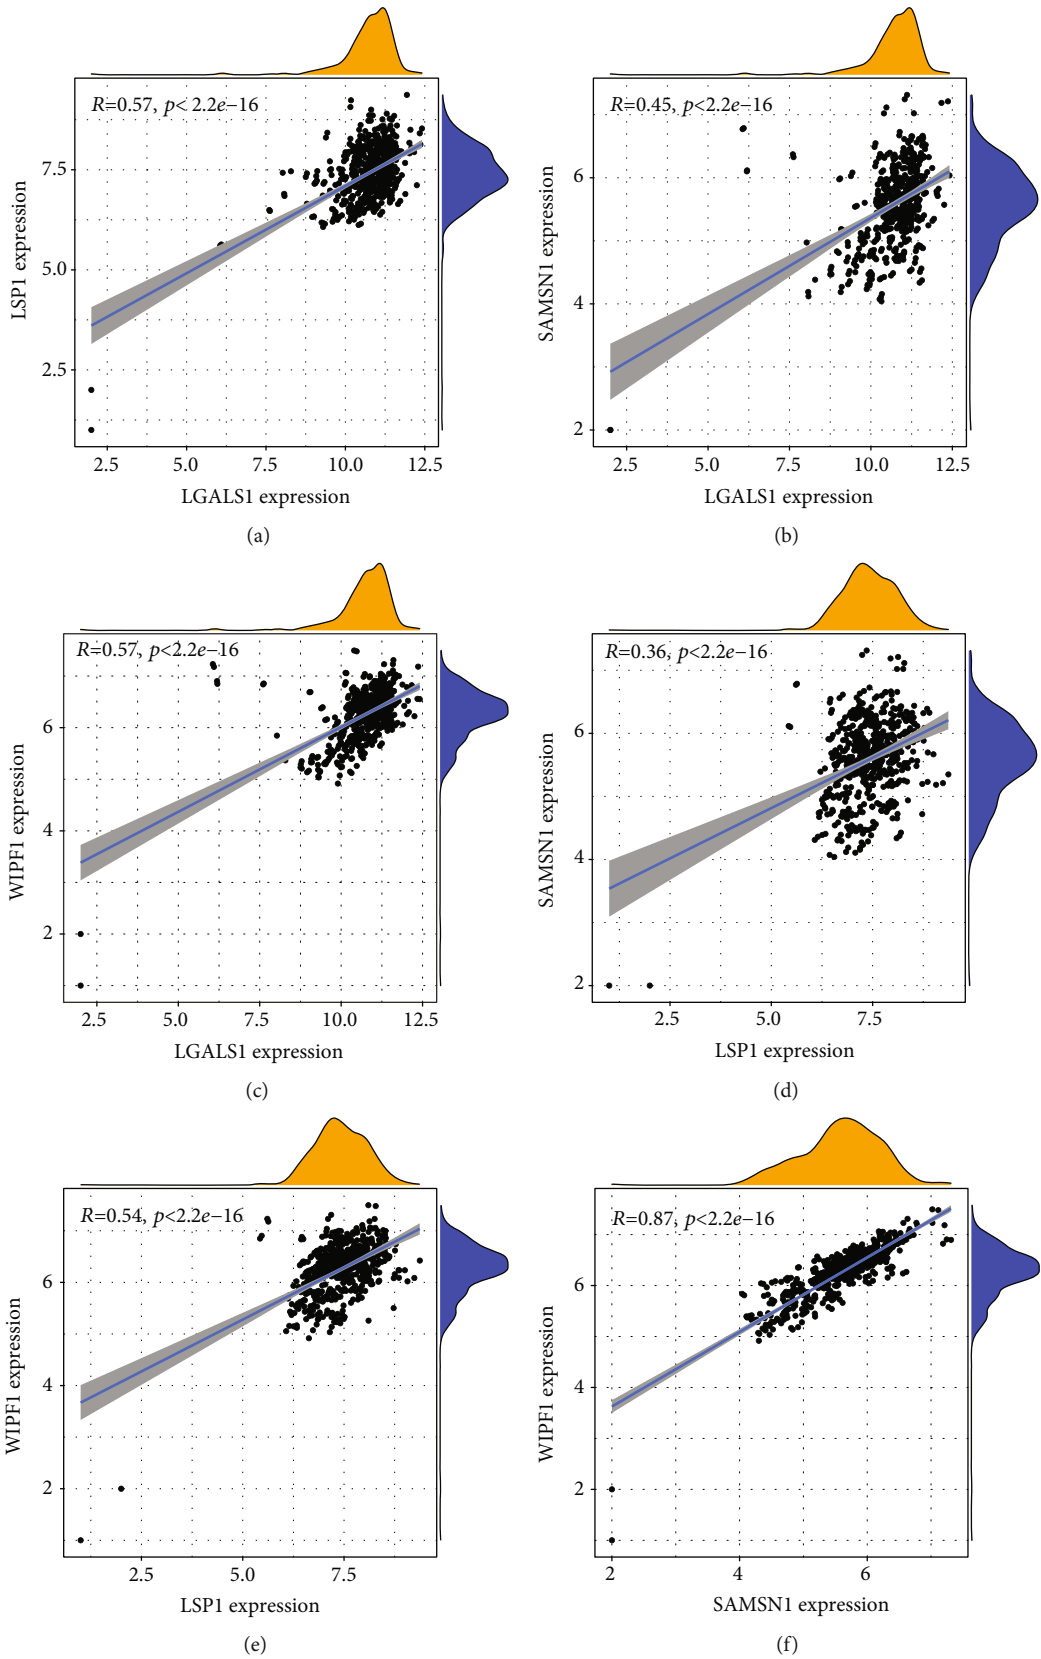 R=0.57, p< 2.2e−16
7.5
5.0
2.5
LSP1 expression
2.5 5.0 7.5 10.0 12.5
LGALS1 expression
(a)
R=0.45, p<2.2e−16
6
4
2
SAMSN1 expression
2.5 5.0 7.5 10.0 12.5
LGALS1 expression
(b)
R=0.57, p<2.2e−16
6
4
2
WIPF1 expression
2.5 5.0 7.5 10.0 12.5
LGALS1 expression
(c)
R=0.36, p<2.2e−16
6
4
2
SAMSN1 expression
2.5 5.0 7.5
LSP1 expression
(d)
R=0.54, p<2.2e−16
6
4
2
WIPF1 expression
2.5 5.0 7.5
LSP1 expression
(e)
R=0.87, p<2.2e−16
6
4
2
WIPF1 expression
2 4 6
SAMSN1 expression
(f)